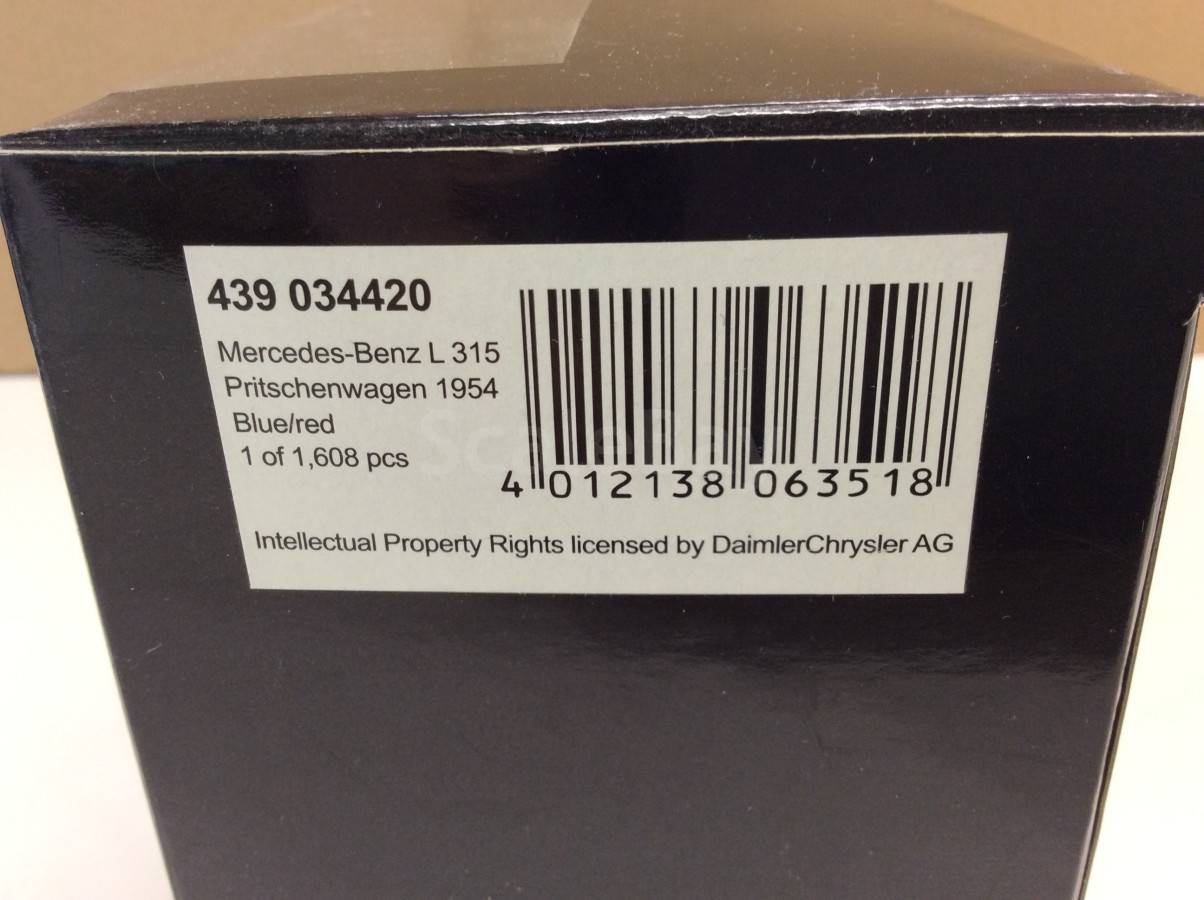 439 034420
Mercedes-Benz L 315
Pritschenwagen 1954
Blue/red
1 of 1,608 pcs
4 012138 063518
Intellectual Property Rights licensed by DaimlerChrysler AG